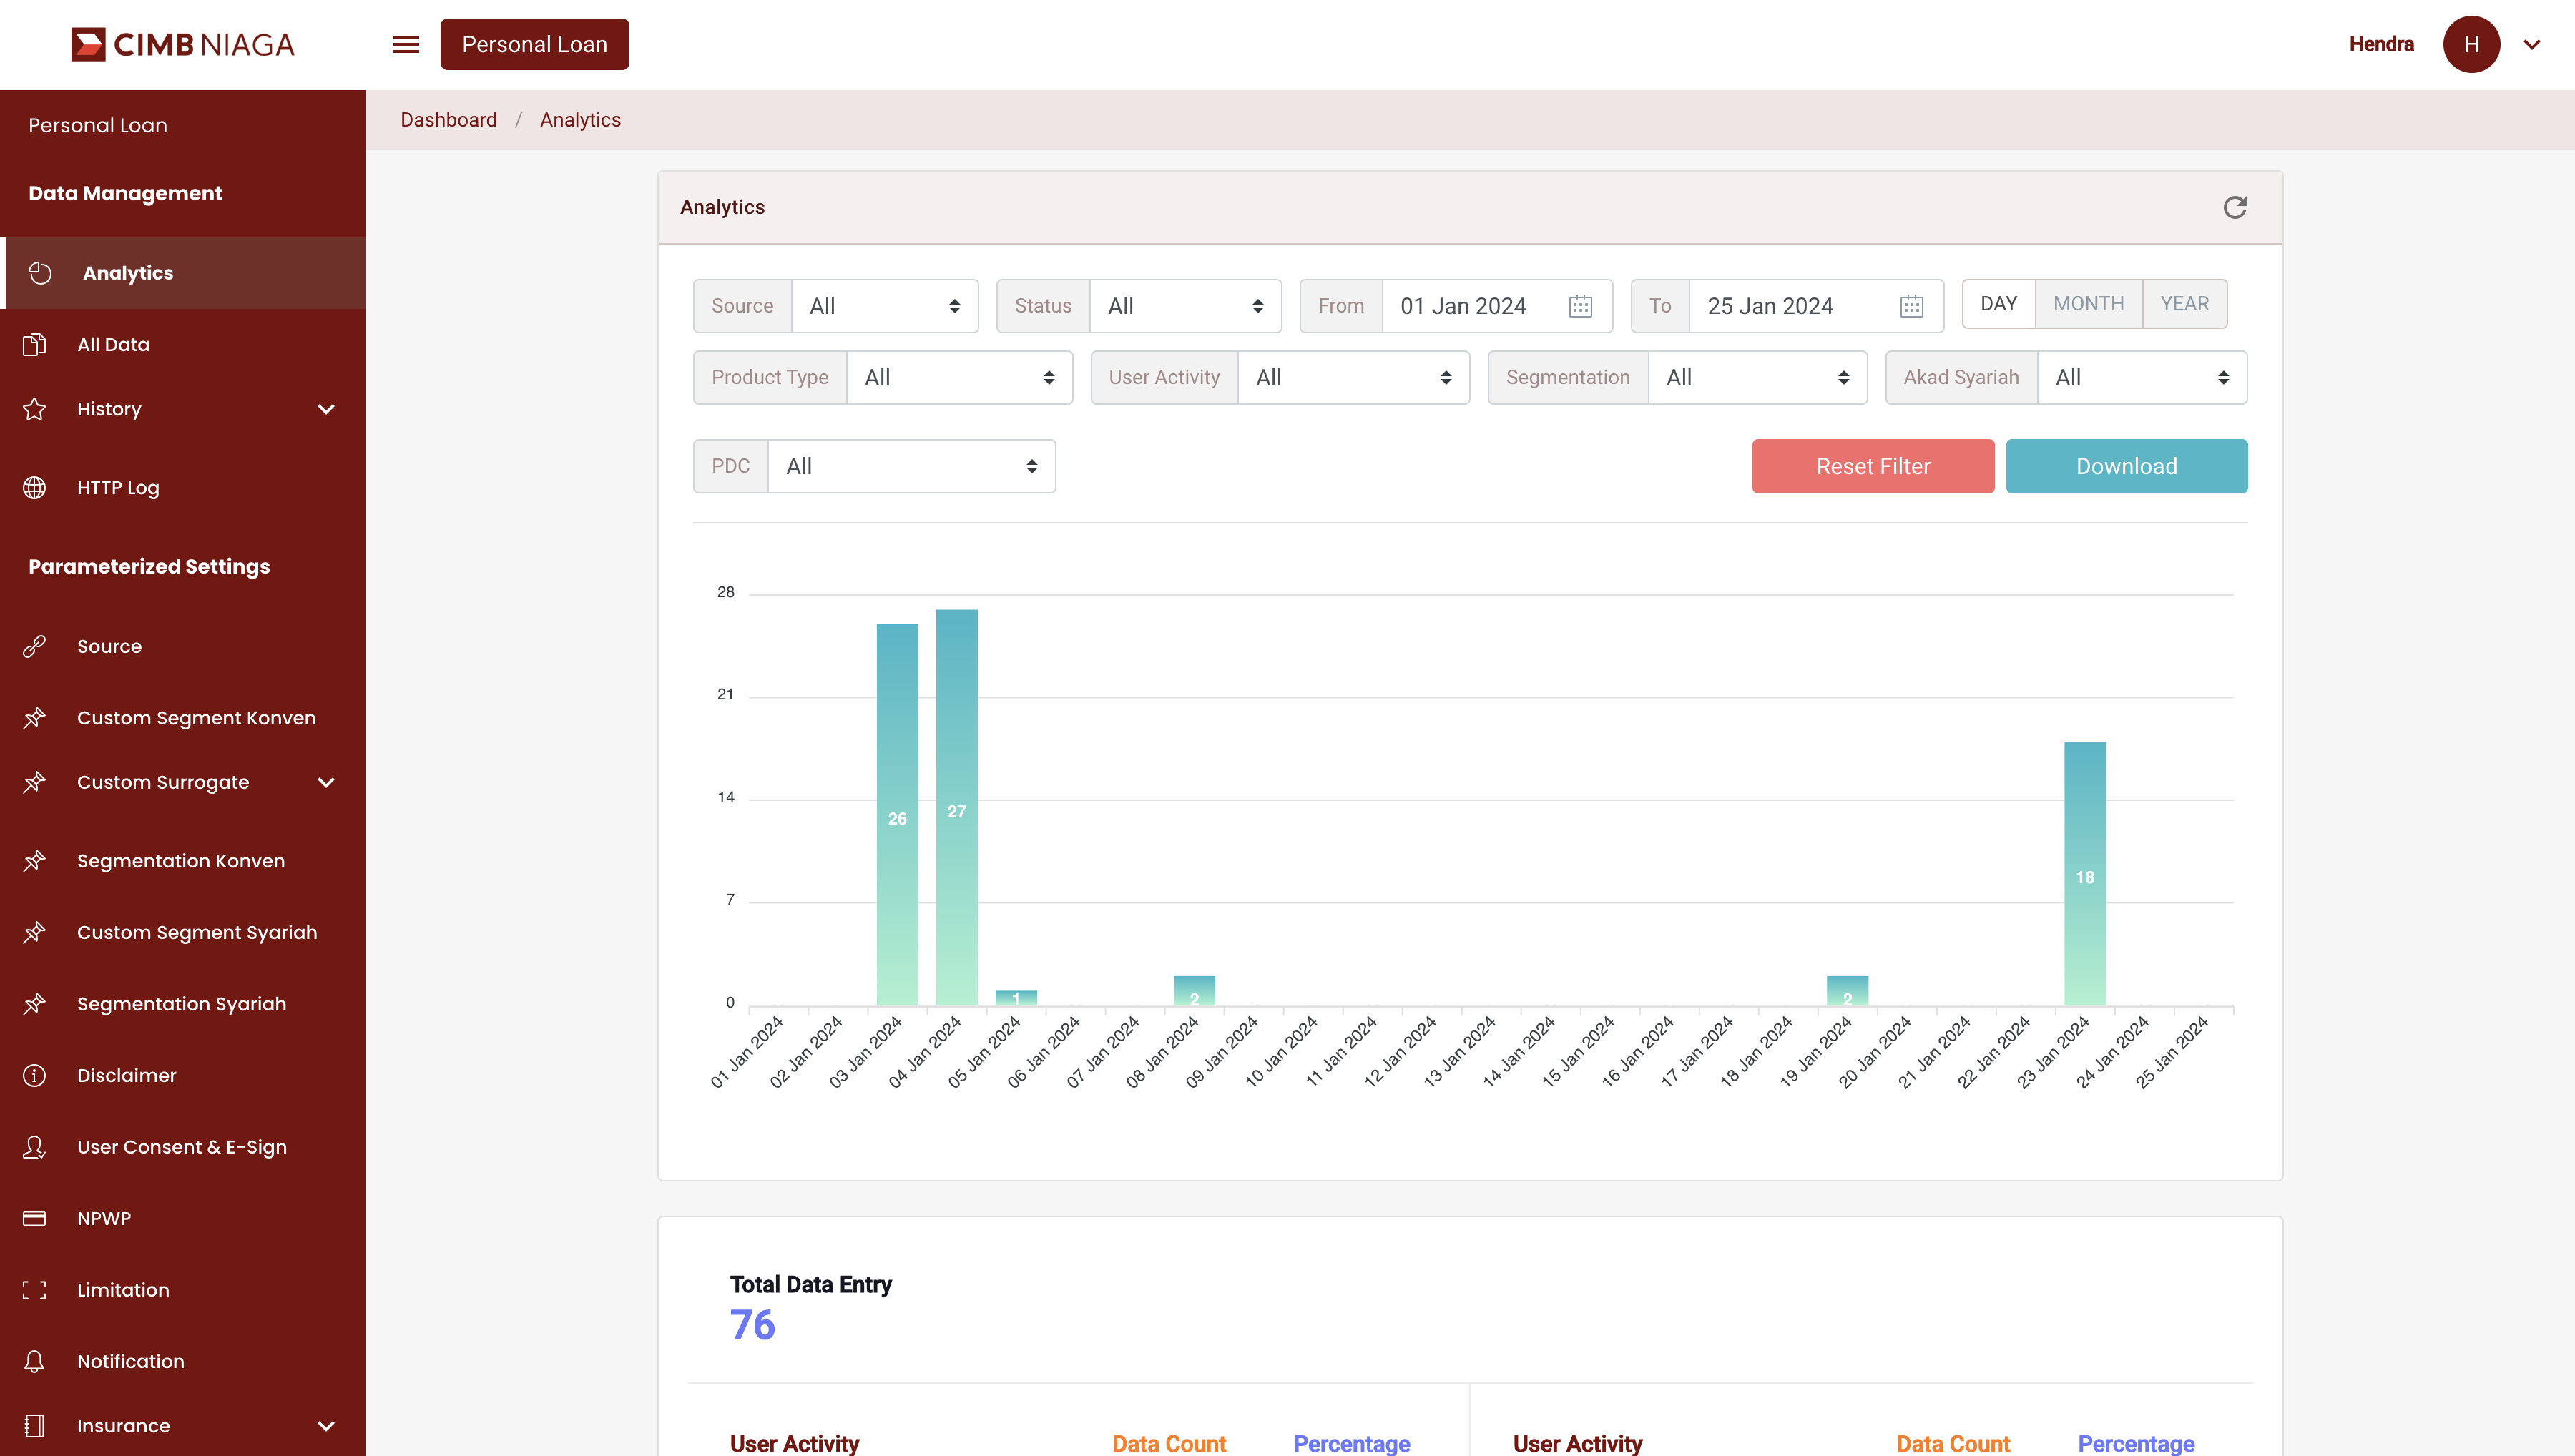 CIMB NIAGA
Personal Loan
Hendra
H
Personal Loan
Data Management
Analytics
All Data
History
HTTP Log
Parameterized Settings
Source
Custom Segment Konven
Custom Surrogate
Segmentation Konven
Custom Segment Syariah
Segmentation Syariah
Disclaimer
User Consent & E-Sign
NPWP
Limitation
Notification
Insurance
Dashboard / Analytics
Analytics
Source All Status All From 01 Jan 2024 To 25 Jan 2024 DAY MONTH YEAR
Product Type All User Activity All Segmentation All Akad Syariah All
PDC All Reset Filter Download
28
21
14
7
0
26
27
1
2
2
18
01 Jan 2024
02 Jan 2024
03 Jan 2024
04 Jan 2024
05 Jan 2024
06 Jan 2024
07 Jan 2024
08 Jan 2024
09 Jan 2024
10 Jan 2024
11 Jan 2024
12 Jan 2024
13 Jan 2024
14 Jan 2024
15 Jan 2024
16 Jan 2024
17 Jan 2024
18 Jan 2024
19 Jan 2024
20 Jan 2024
21 Jan 2024
22 Jan 2024
23 Jan 2024
24 Jan 2024
25 Jan 2024
Total Data Entry
76
User Activity Data Count Percentage
User Activity Data Count Percentage